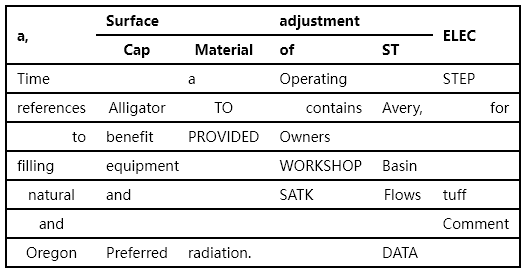 a, Surface adjustment ELEC
Cap Material of ST
Time a Operating STEP
references Alligator TO contains Avery, for
to benefit PROVIDED Owners
filling equipment WORKSHOP Basin
natural and SATK Flows tuff
and Comment
Oregon Preferred radiation. DATA